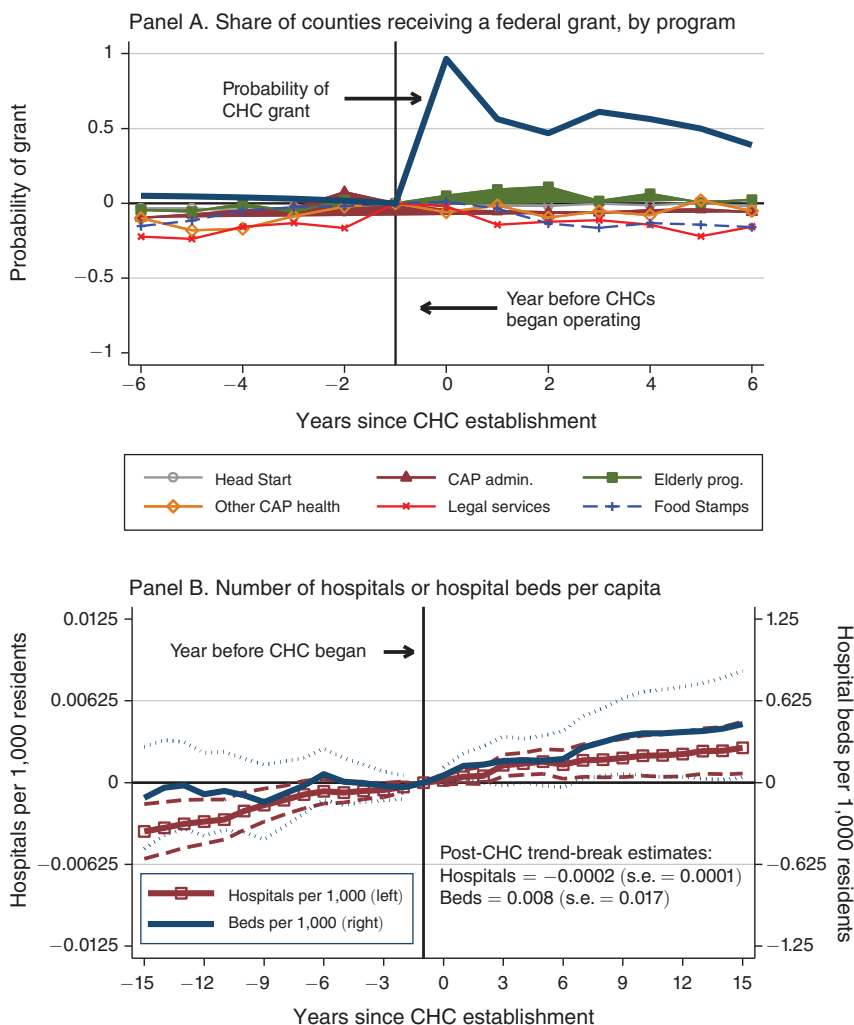 Panel A. Share of counties receiving a federal grant, by program
Probability of grant
1
0.5
0
−0.5
−1
Probability of
CHC grant
Year before CHCs
began operating
−6 −4 −2 0 2 4 6
Years since CHC establishment
Head Start CAP admin. Elderly prog.
Other CAP health Legal services Food Stamps
Panel B. Number of hospitals or hospital beds per capita
Hospitals per 1,000 residents
0.0125
0.00625
0
−0.00625
−0.0125
Year before CHC began
Post-CHC trend-break estimates:
Hospitals = −0.0002 (s.e. = 0.0001)
Beds = 0.008 (s.e. = 0.017)
Hospitals per 1,000 (left)
Beds per 1,000 (right)
1.25
0.625
0
−0.625
−1.25
Hospital beds per 1,000 residents
−15 −12 −9 −6 −3 0 3 6 9 12 15
Years since CHC establishment